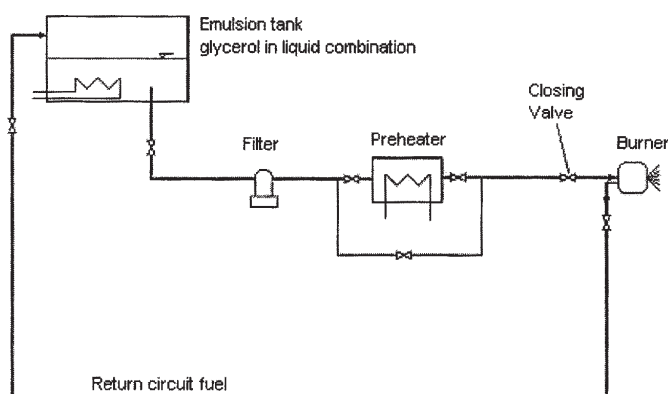 Emulsion tank
glycerol in liquid combination
Closing
Valve
Filter
Preheater
Burner
Return circuit fuel